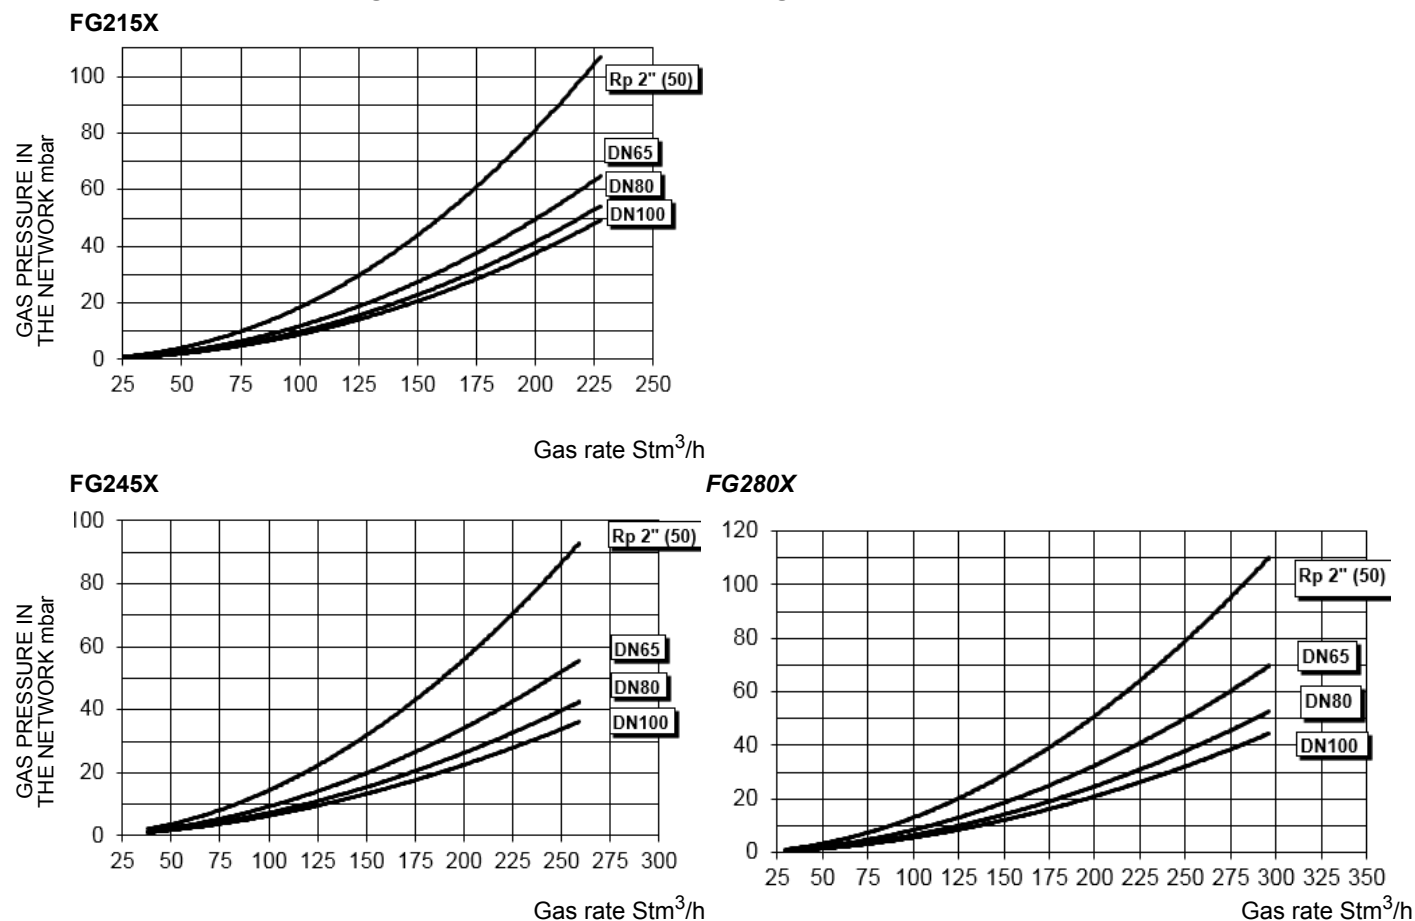 FG215X
GAS PRESSURE IN
THE NETWORK mbar
100
80
60
40
20
0
Rp 2" (50)
DN65
DN80
DN100
25 50 75 100 125 150 175 200 225 250
Gas rate Stm3/h
FG245X
GAS PRESSURE IN
THE NETWORK mbar
100
80
60
40
20
0
Rp 2" (50)
DN65
DN80
DN100
25 50 75 100 125 150 175 200 225 250 275 300
Gas rate Stm3/h
FG280X
120
100
80
60
40
20
0
Rp 2" (50)
DN65
DN80
DN100
25 50 75 100 125 150 175 200 225 250 275 300 325 350
Gas rate Stm3/h